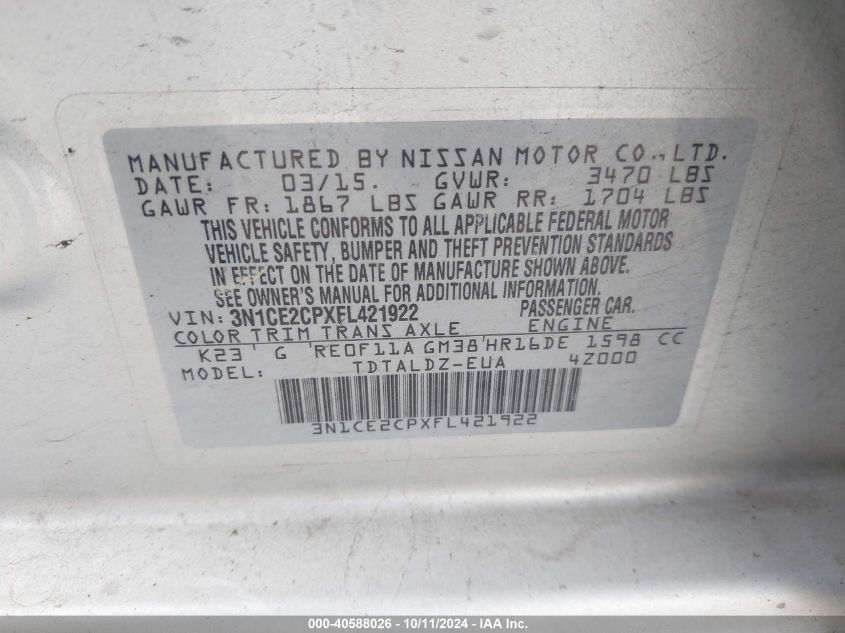 MANUFACTURED BY NISSAN MOTOR CO., LTD.
DATE: 03/15. GVWR: 3470 LBS
GAWR FR: 1867 LBS GAWR RR: 1704 LBS
THIS VEHICLE CONFORMS TO ALL APPLICABLE FEDERAL MOTOR
VEHICLE SAFETY, BUMPER AND THEFT PREVENTION STANDARDS
IN EFFECT ON THE DATE OF MANUFACTURE SHOWN ABOVE.
SEE OWNER'S MANUAL FOR ADDITIONAL INFORMATION.
VIN: 3N1CE2CPXFL421922 PASSENGER CAR.
COLOR TRIM TRANS AXLE ENGINE
K23 G RE0F11A GM38 HR16DE 1598 CC
MODEL: TDTALDZ-EUA 4Z000
3N1CE2CPXFL421922
000-40588026 - 10/11/2024 - IAA Inc.